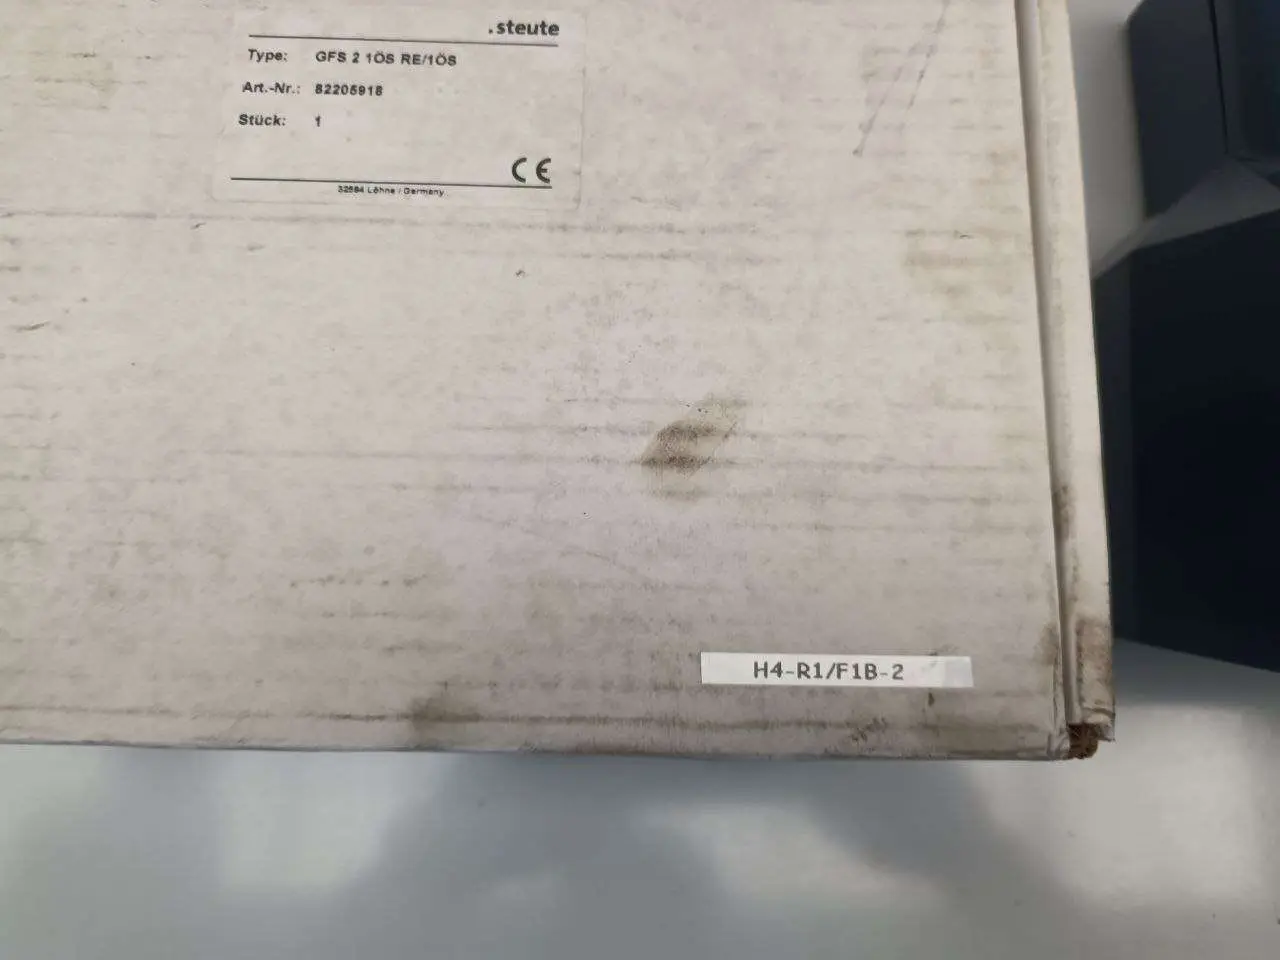 .steute
Type: GFS 2 1ÖS RE/1ÖS
Art.-Nr.: 82205918
Stück: 1
CE
32584 Löhne / Germany
H4-R1/F1B-2